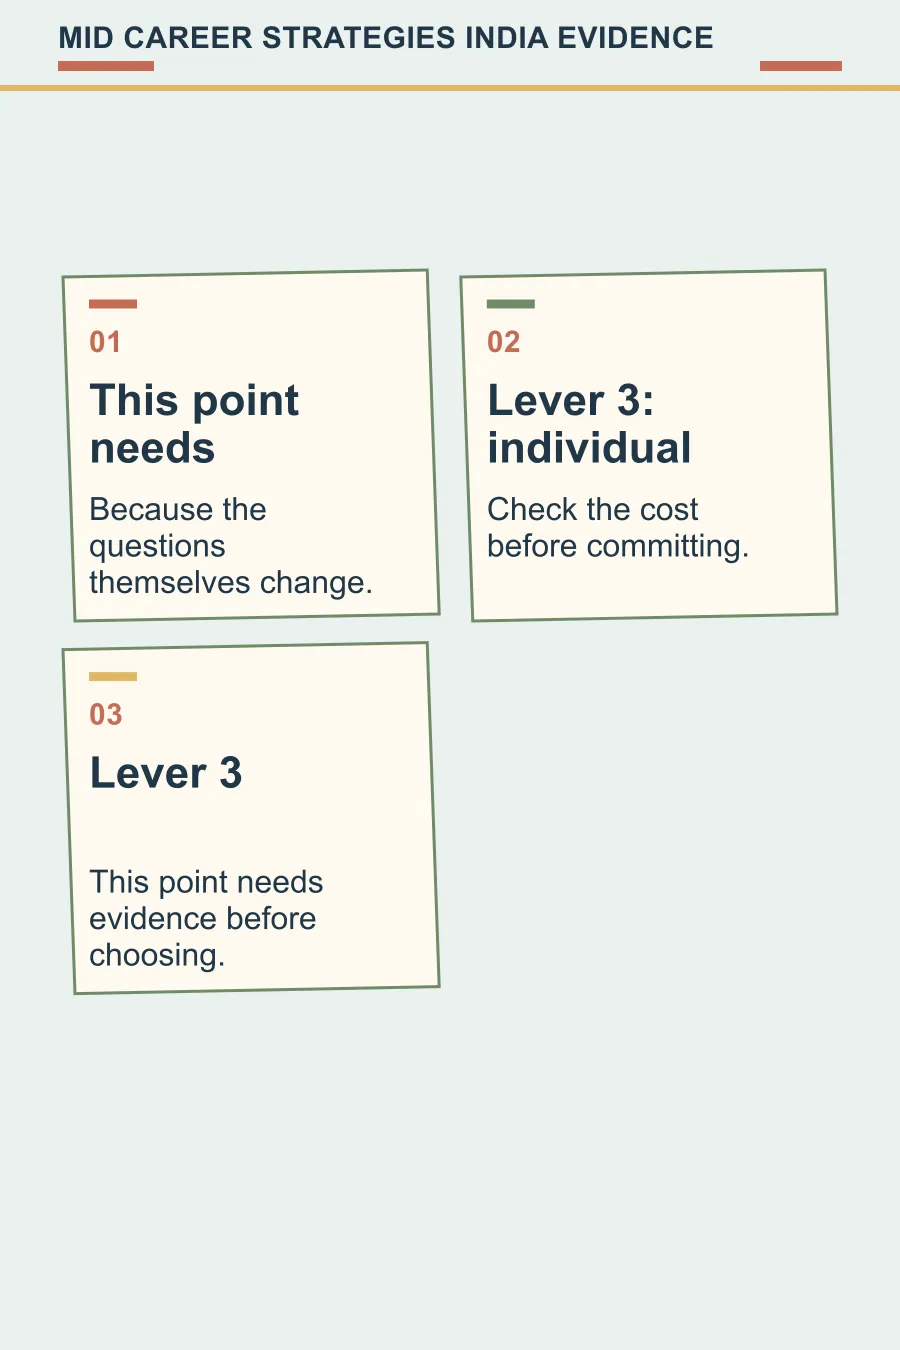 MID CAREER STRATEGIES INDIA EVIDENCE
01
This point
needs
Because the
questions
themselves change.
02
Lever 3:
individual
Check the cost
before committing.
03
Lever 3
This point needs
evidence before
choosing.